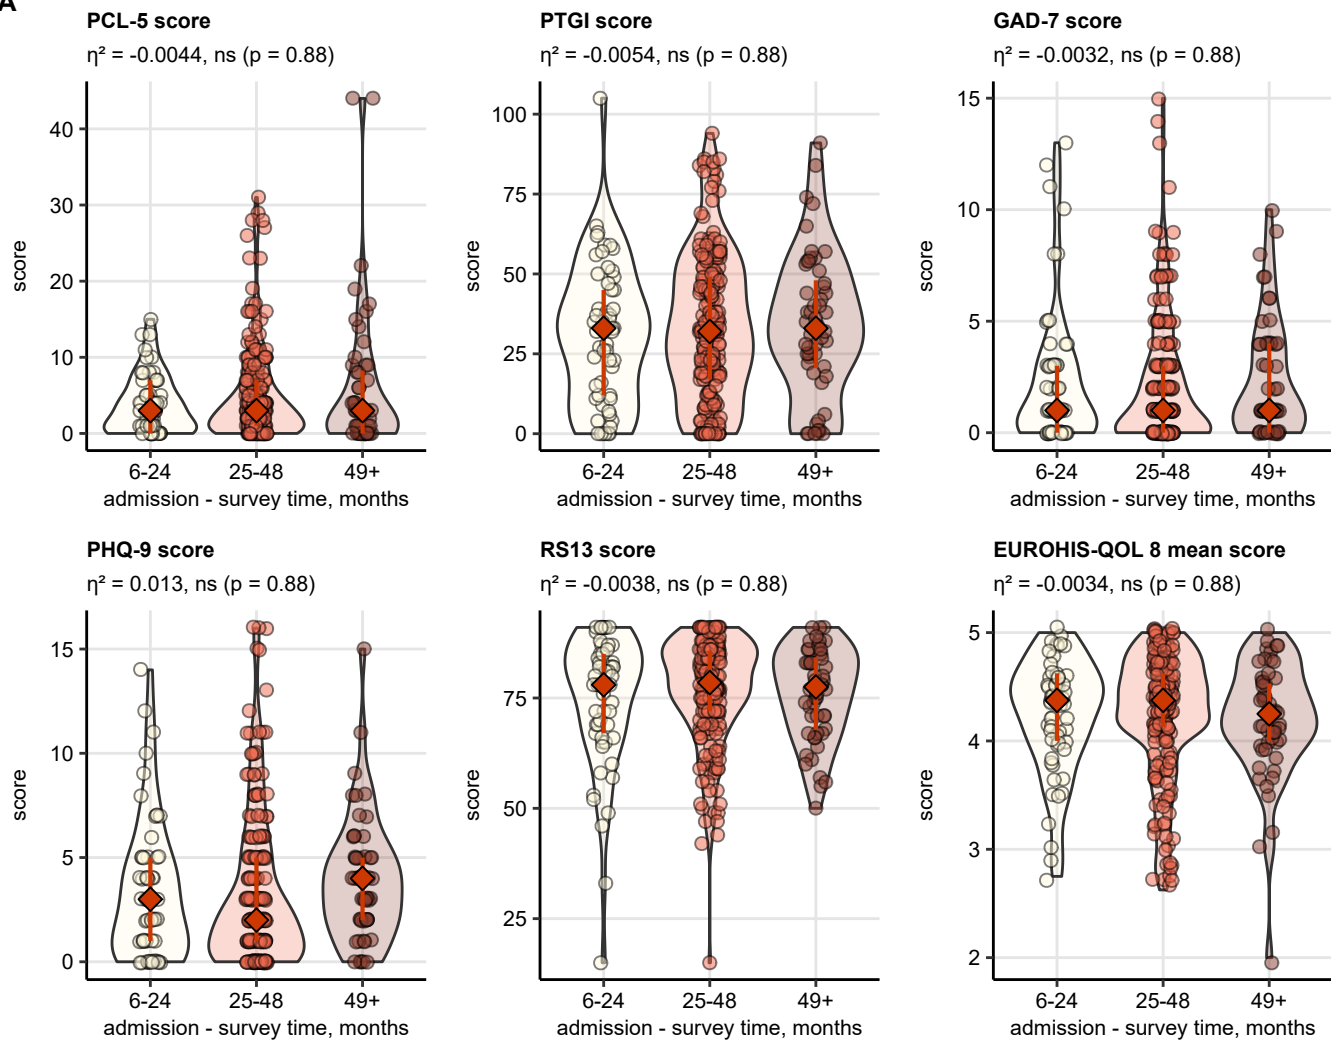 A
PCL-5 score
η² = -0.0044, ns (p = 0.88)
score
40
30
20
10
0
6-24 25-48 49+
admission - survey time, months
PTGI score
η² = -0.0054, ns (p = 0.88)
score
100
75
50
25
0
6-24 25-48 49+
admission - survey time, months
GAD-7 score
η² = -0.0032, ns (p = 0.88)
score
15
10
5
0
6-24 25-48 49+
admission - survey time, months
PHQ-9 score
η² = 0.013, ns (p = 0.88)
score
15
10
5
0
6-24 25-48 49+
admission - survey time, months
RS13 score
η² = -0.0038, ns (p = 0.88)
score
75
50
25
6-24 25-48 49+
admission - survey time, months
EUROHIS-QOL 8 mean score
η² = -0.0034, ns (p = 0.88)
score
5
4
3
2
6-24 25-48 49+
admission - survey time, months